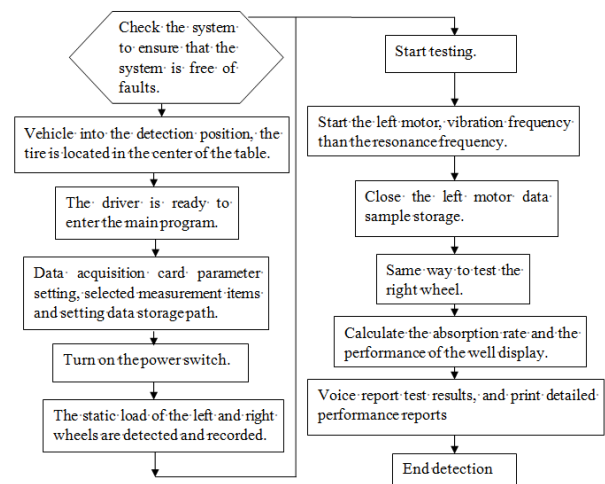 Check the system
to ensure that the
system is free of
faults.
Vehicle into the detection position, the
tire is located in the center of the table.
The driver is ready to
enter the main program.
Data acquisition card parameter
setting, selected measurement items
and setting data storage path.
Turn on the power switch.
The static load of the left and right
wheels are detected and recorded.
Start testing.
Start the left motor, vibration frequency
than the resonance frequency.
Close the left motor data
sample storage.
Same way to test the
right wheel.
Calculate the absorption rate and the
performance of the well display.
Voice report test results, and print detailed
performance reports
End detection